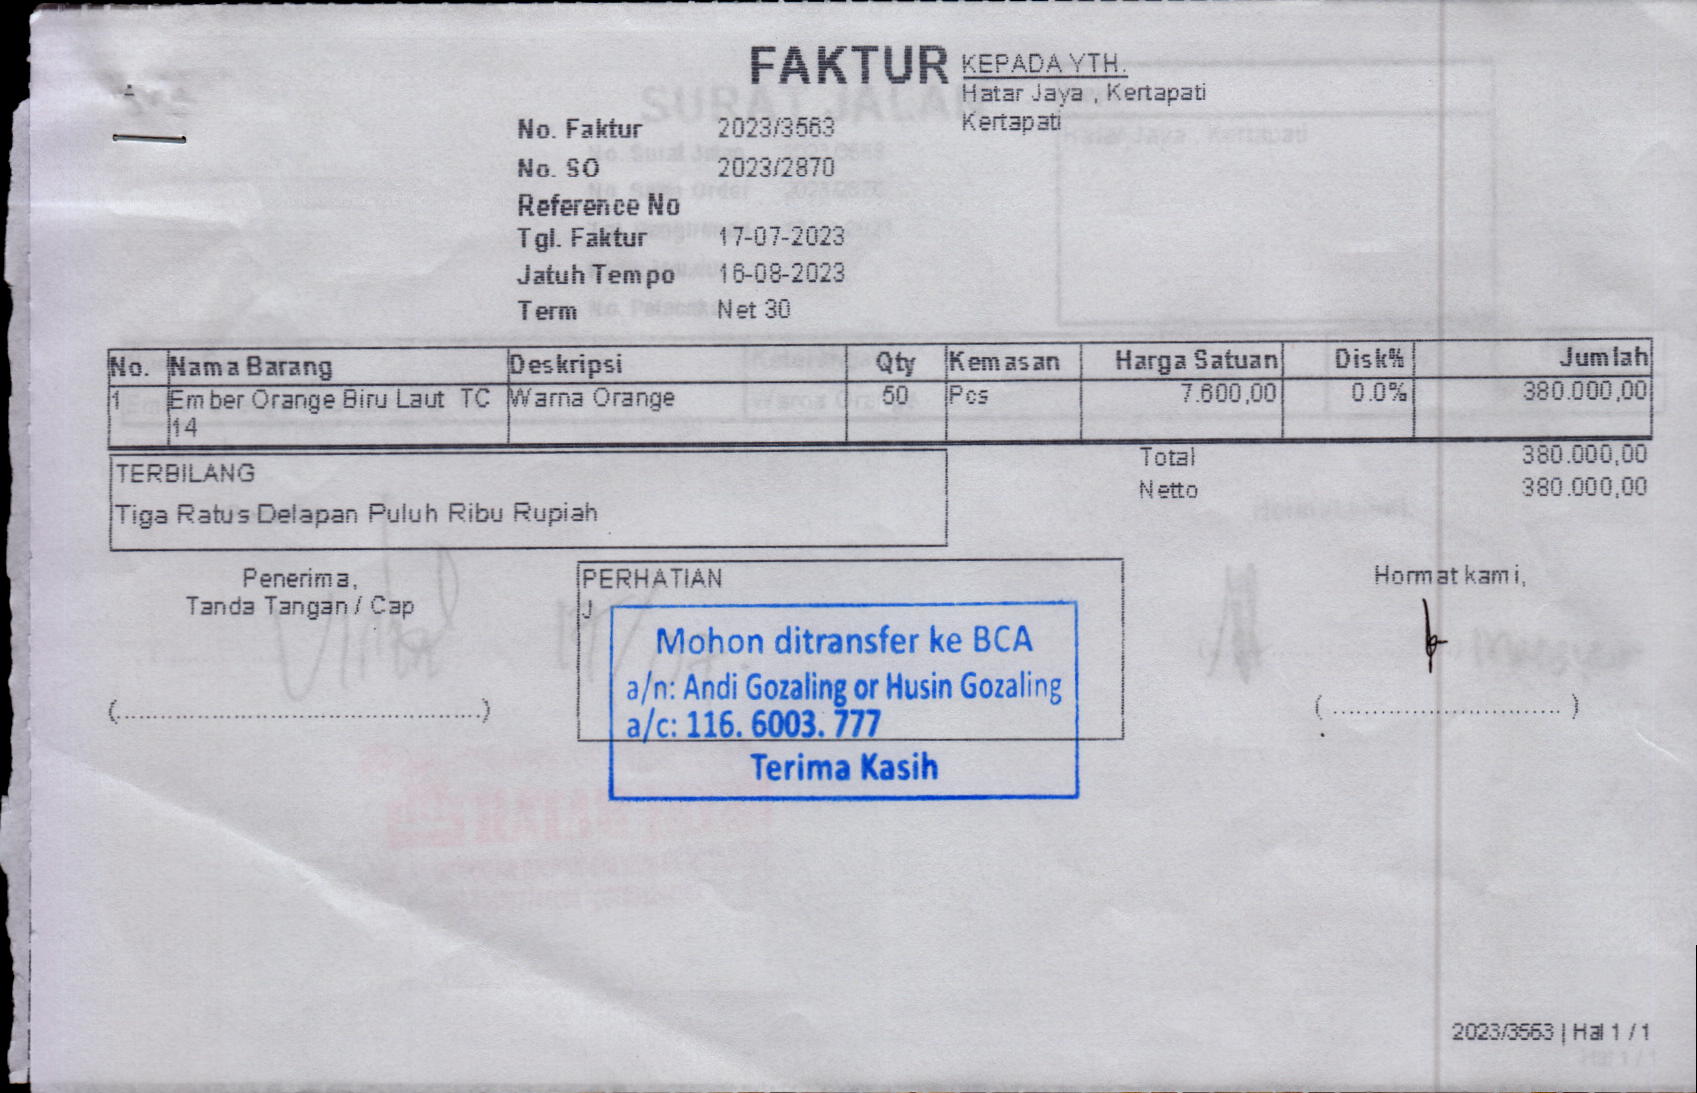 FAKTUR
KEPADA YTH.
Hatar Jaya , Kertapati
Kertapati
No. Faktur 2023/3563
No. SO 2023/2870
Reference No
Tgl. Faktur 17-07-2023
Jatuh Tempo 16-08-2023
Term Net 30
No. Nama Barang Deskripsi Qty Kemasan Harga Satuan Disk% Jumlah
1 Ember Orange Biru Laut TC Warna Orange 50 Pcs 7.600,00 0.0% 380.000,00
14
Total 380.000,00
Netto 380.000,00
TERBILANG
Tiga Ratus Delapan Puluh Ribu Rupiah
Penerima,
Tanda Tangan / Cap
(................................................)
PERHATIAN
J
Mohon ditransfer ke BCA
a/n: Andi Gozaling or Husin Gozaling
a/c: 116. 6003. 777
Terima Kasih
Hormat kami,
(..............................)
2023/3563 | Hal 1 / 1